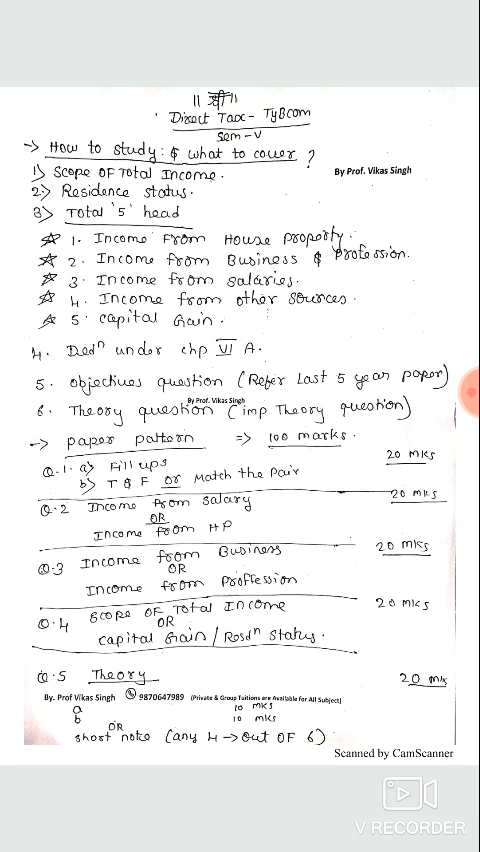 || श्री ||
Direct Tax - TyBcom
Sem - V
→ How to study : & what to cover ?
1) Scope OF Total Income.
By Prof. Vikas Singh
2) Residence status.
3) Total '5' head
☆ 1. Income From House property.
☆ 2. Income from Business & Profession.
☆ 3. Income from salaries.
☆ 4. Income from other sources.
☆ 5. capital Gain.
4. Dedⁿ under chp VI A.
5. objectives question (Refer Last 5 year paper)
By Prof. Vikas Singh
6. Theory question (imp Theory question)
→ paper pattern => 100 marks.
Q.1. a) Fill ups 20 mks
b) T & F or Match the Pair
Q.2 Income from salary 20 mks
OR
Income from HP
Q.3 Income from Business 20 mks
OR
Income from Proffession
Q.4 Scope OF Total Income 20 mks
OR
capital Gain / Resdⁿ Status.
Q.5 Theory 20 mk
By. Prof Vikas Singh 9870647989 (Private & Group Tuitions are Available for All Subject)
a 10 mks
b 10 mks
OR
short note (any 4 → out OF 6)
Scanned by CamScanner
V RECORDER